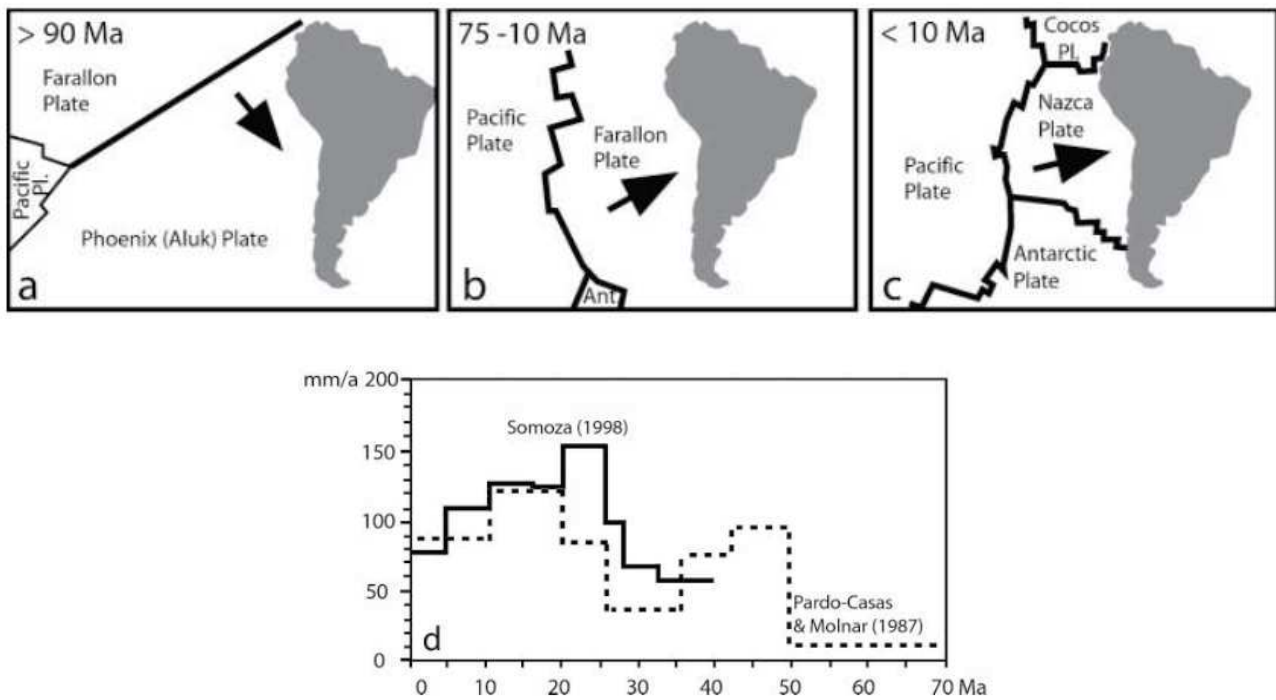 > 90 Ma
Farallon
Plate
Pacific
Pl.
Phoenix (Aluk) Plate
a
75 -10 Ma
Pacific
Plate
Farallon
Plate
Ant
b
< 10 Ma
Cocos
Pl.
Nazca
Plate
Pacific
Plate
Antarctic
Plate
c
mm/a 200
150
100
50
0
Somoza (1998)
Pardo-Casas
& Molnar (1987)
d
0 10 20 30 40 50 60 70 Ma